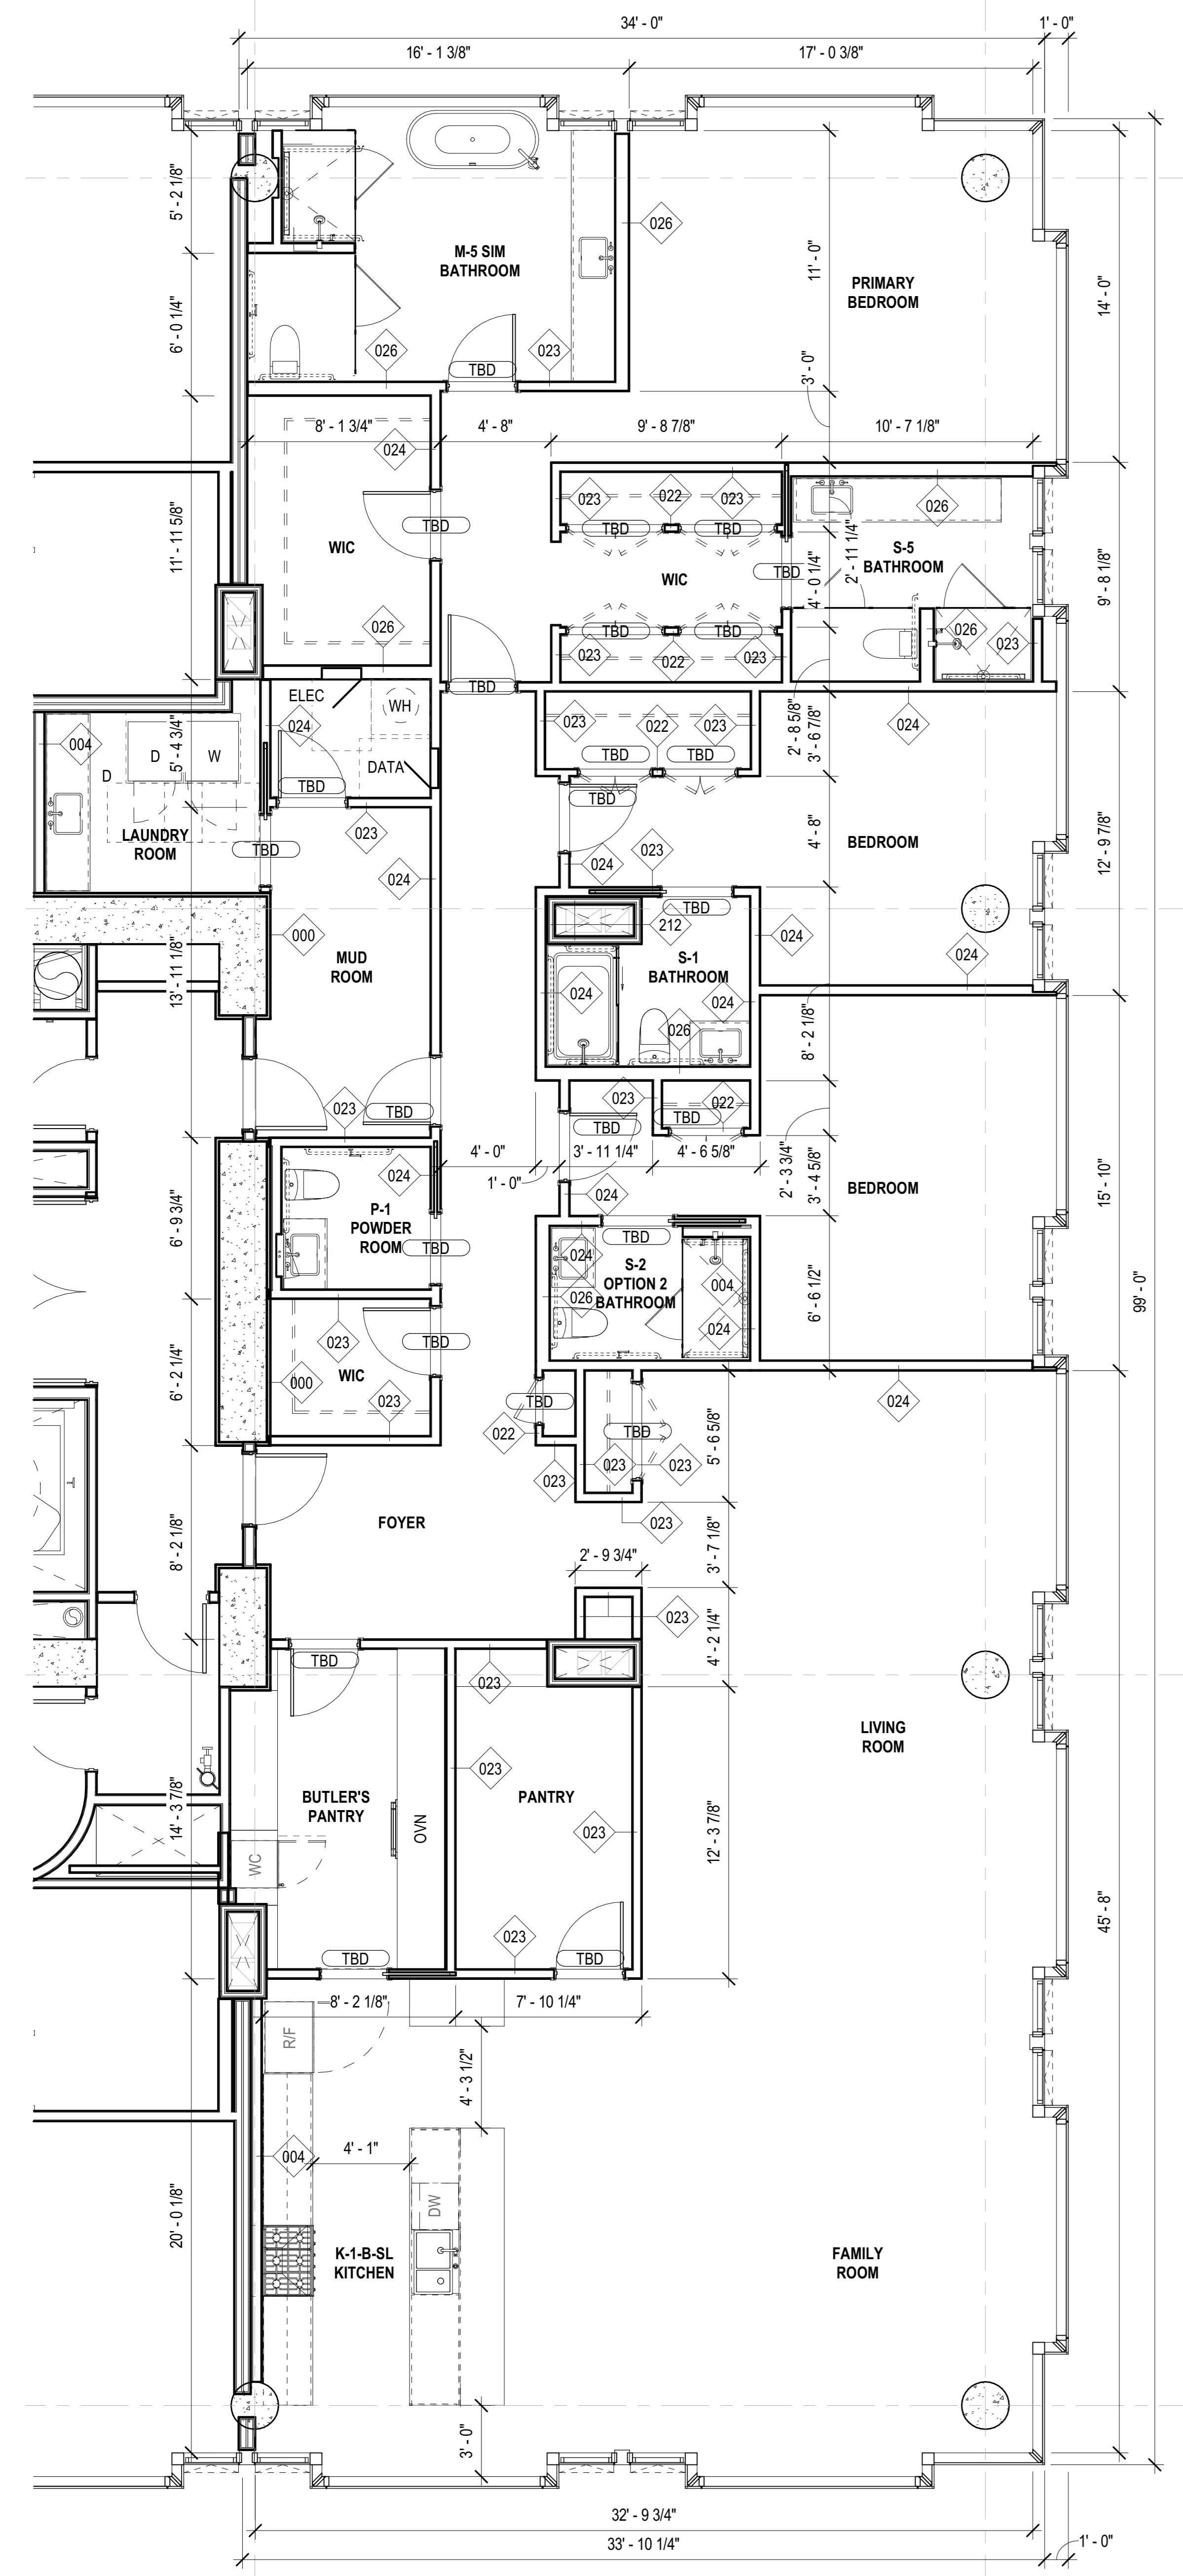 34' - 0"
1' - 0"
16' - 1 3/8"
17' - 0 3/8"
5' - 2 1/8"
026
M-5 SIM
BATHROOM
11' - 0"
PRIMARY
BEDROOM
14' - 0"
6' - 0 1/4"
026
023
TBD
3' - 0"
8' - 1 3/4"
4' - 8"
9' - 8 7/8"
10' - 7 1/8"
024
023
022
023
026
TBD
TBD
TBD
11' - 11 5/8"
WIC
WIC
TBD
4' - 0 1/4"
2' - 11 1/4"
S-5
BATHROOM
9' - 8 1/8"
026
TBD
TBD
026
023
023
022
023
TBD
ELEC
WH
024
DATA
TBD
023
022
023
2' - 8 5/8"
3' - 6 7/8"
024
TBD
TBD
004
D
D
W
5' - 4 3/4"
TBD
LAUNDRY
ROOM
TBD
023
024
023
024
4' - 8"
BEDROOM
12' - 9 7/8"
TBD
000
212
024
024
MUD
ROOM
S-1
BATHROOM
13' - 11 1/8"
024
024
026
8' - 2 1/8"
023
TBD
023
022
TBD
TBD
4' - 0"
1' - 0"
3' - 11 1/4"
4' - 6 5/8"
2' - 3 3/4"
3' - 4 5/8"
024
024
BEDROOM
15' - 10"
6' - 9 3/4"
P-1
POWDER
ROOM
TBD
TBD
024
S-2
OPTION 2
BATHROOM
004
026
024
6' - 6 1/2"
99' - 0"
023
TBD
6' - 2 1/4"
000
WIC
023
TBD
022
TBD
023
023
023
5' - 6 5/8"
024
8' - 2 1/8"
FOYER
023
3' - 7 1/8"
2' - 9 3/4"
023
4' - 2 1/4"
TBD
023
LIVING
ROOM
14' - 3 7/8"
BUTLER'S
PANTRY
OVN
023
PANTRY
023
12' - 3 7/8"
WC
45' - 8"
TBD
023
TBD
8' - 2 1/8"
7' - 10 1/4"
R/F
4' - 3 1/2"
004
4' - 1"
DW
20' - 0 1/8"
K-1-B-SL
KITCHEN
FAMILY
ROOM
3' - 0"
32' - 9 3/4"
33' - 10 1/4"
1' - 0"